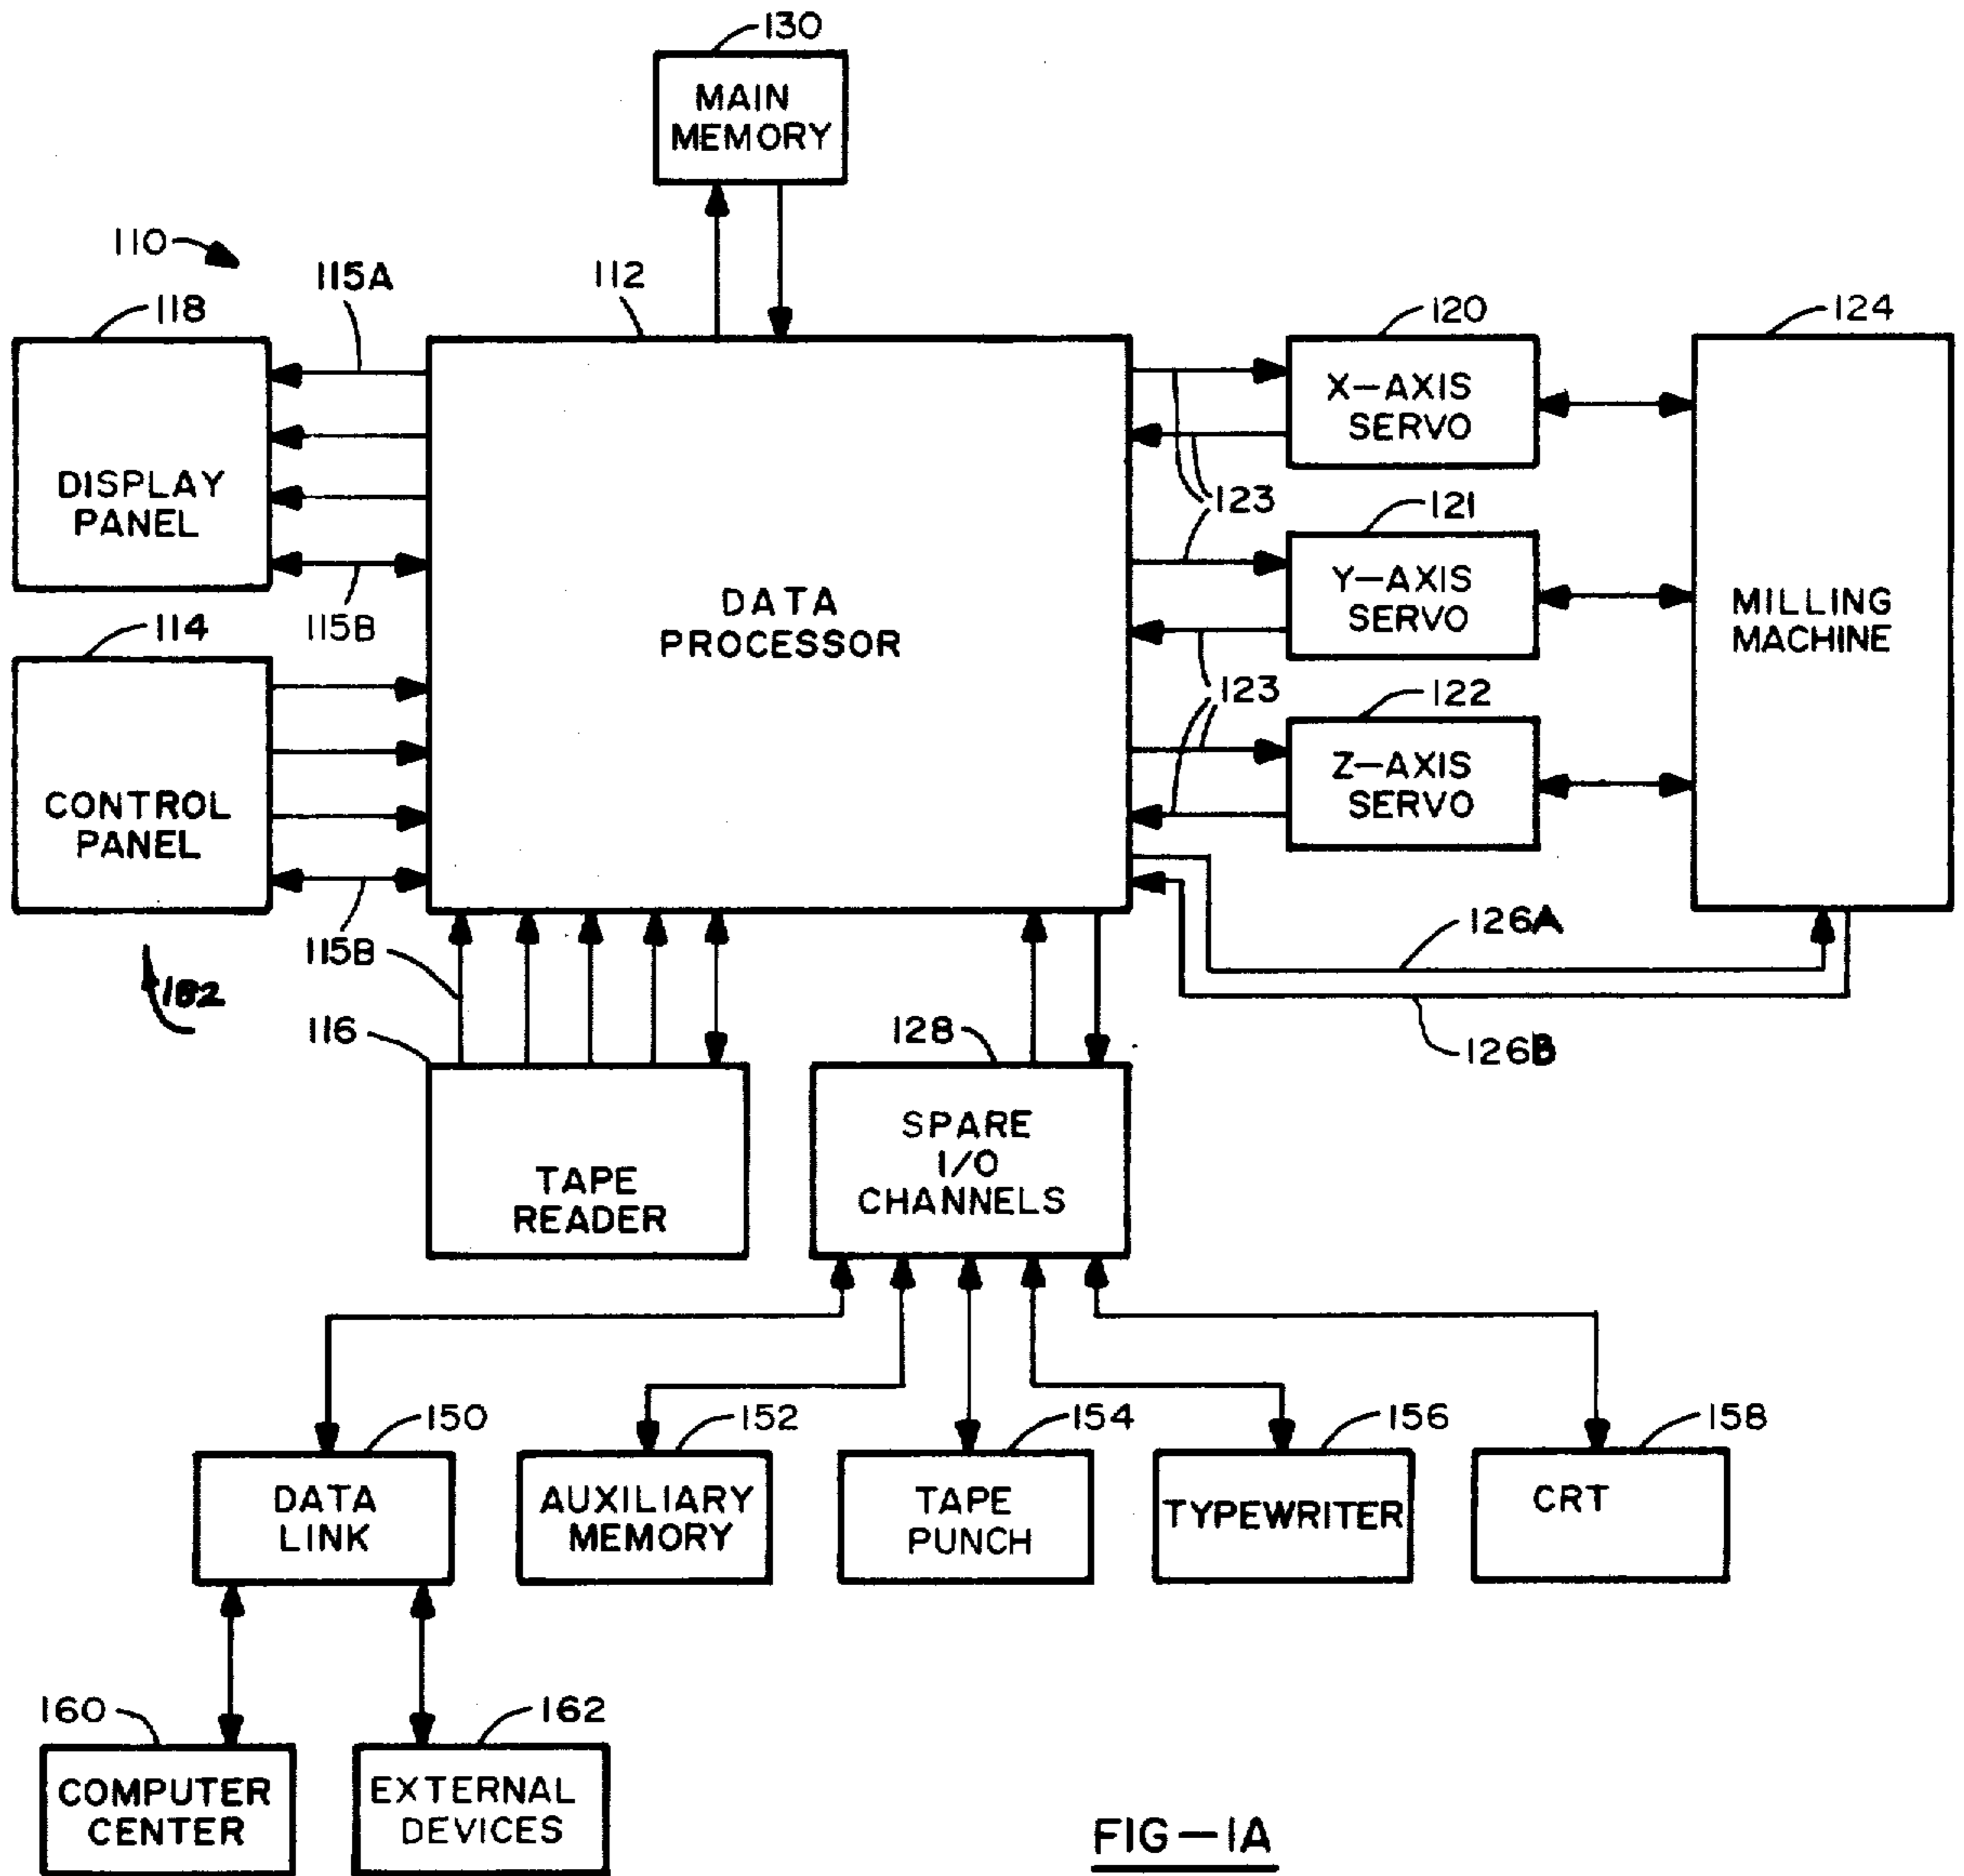 130
MAIN
MEMORY
110
115A
112
118
120
124
DISPLAY
PANEL
X-AXIS
SERVO
123
121
115B
DATA
PROCESSOR
Y-AXIS
SERVO
MILLING
MACHINE
114
123
122
CONTROL
PANEL
Z-AXIS
SERVO
115B
126A
126B
116
128
TAPE
READER
SPARE
I/O
CHANNELS
150
152
154
156
158
DATA
LINK
AUXILIARY
MEMORY
TAPE
PUNCH
TYPEWRITER
CRT
160
162
COMPUTER
CENTER
EXTERNAL
DEVICES
FIG-1A